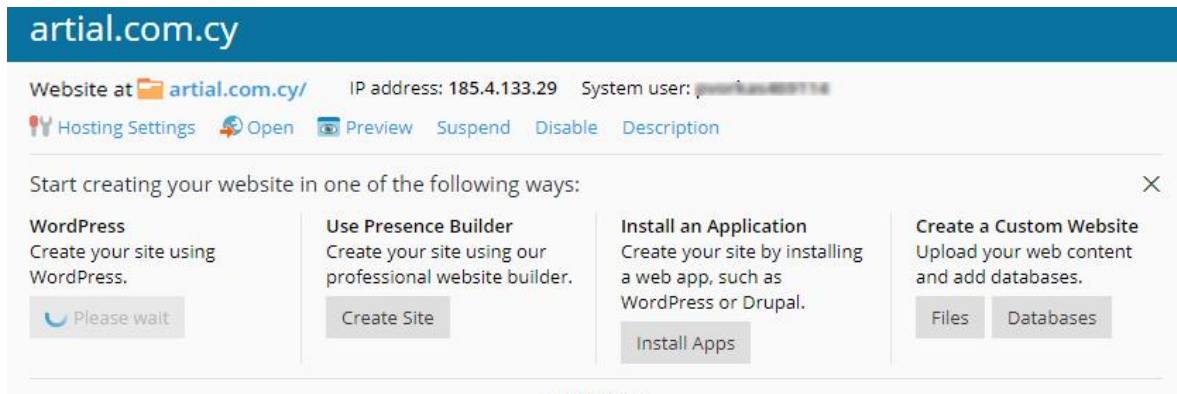 artial.com.cy
Website at artial.com.cy/ IP address: 185.4.133.29 System user:
Hosting Settings Open Preview Suspend Disable Description
Start creating your website in one of the following ways:
WordPress
Create your site using
WordPress.
Please wait
Use Presence Builder
Create your site using our
professional website builder.
Create Site
Install an Application
Create your site by installing
a web app, such as
WordPress or Drupal.
Install Apps
Create a Custom Website
Upload your web content
and add databases.
Files Databases